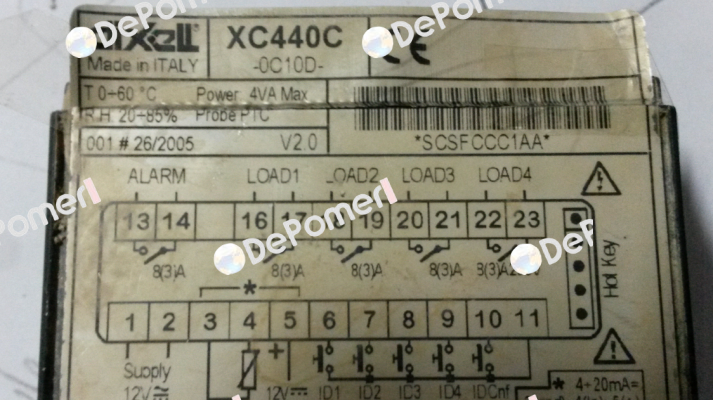 XC440C
Made in ITALY
-0C10D-
CE
T 0÷60 °C Power 4VA Max
R.H. 20÷85% Probe PTC
001 # 26/2005 V2.0
*SCSFCCC1AA*
ALARM LOAD1 LOAD2 LOAD3 LOAD4
13 14 16 17 18 19 20 21 22 23
8(3)A 8(3)A 8(3)A 8(3)A 8(3)A
Hot Key
*
1 2 3 4 5 6 7 8 9 10 11
Supply
12V 12V ID1 ID2 ID3 ID4 IDCnf
* 4÷20mA=
DePomerI
DePomerI
DePomerI
DePomerI